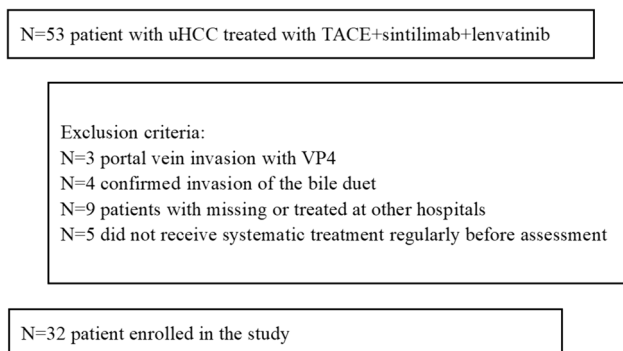 N=53 patient with uHCC treated with TACE+sintilimab+lenvatinib
Exclusion criteria:
N=3 portal vein invasion with VP4
N=4 confirmed invasion of the bile duet
N=9 patients with missing or treated at other hospitals
N=5 did not receive systematic treatment regularly before assessment
N=32 patient enrolled in the study